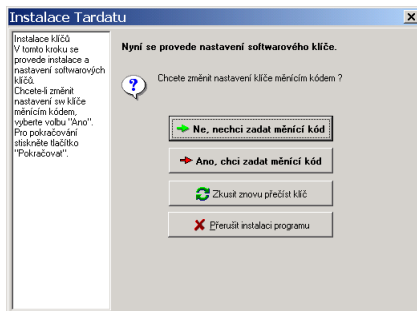 Instalace Tardatu
Instalace klíčů
V tomto kroku se
provede instalace a
nastavení softwarových
klíčů.
Chcete-li změnit
nastavení sw klíče
měnícím kódem,
vyberte volbu "Ano".
Pro pokračování
stiskněte tlačítko
"Pokračovat".
Nyní se provede nastavení softwarového klíče.
Chcete změnit nastavení klíče měnícím kódem ?
Ne, nechci zadat měnící kód
Ano, chci zadat měnící kód
Zkusit znovu přečíst klíč
Přerušit instalaci programu